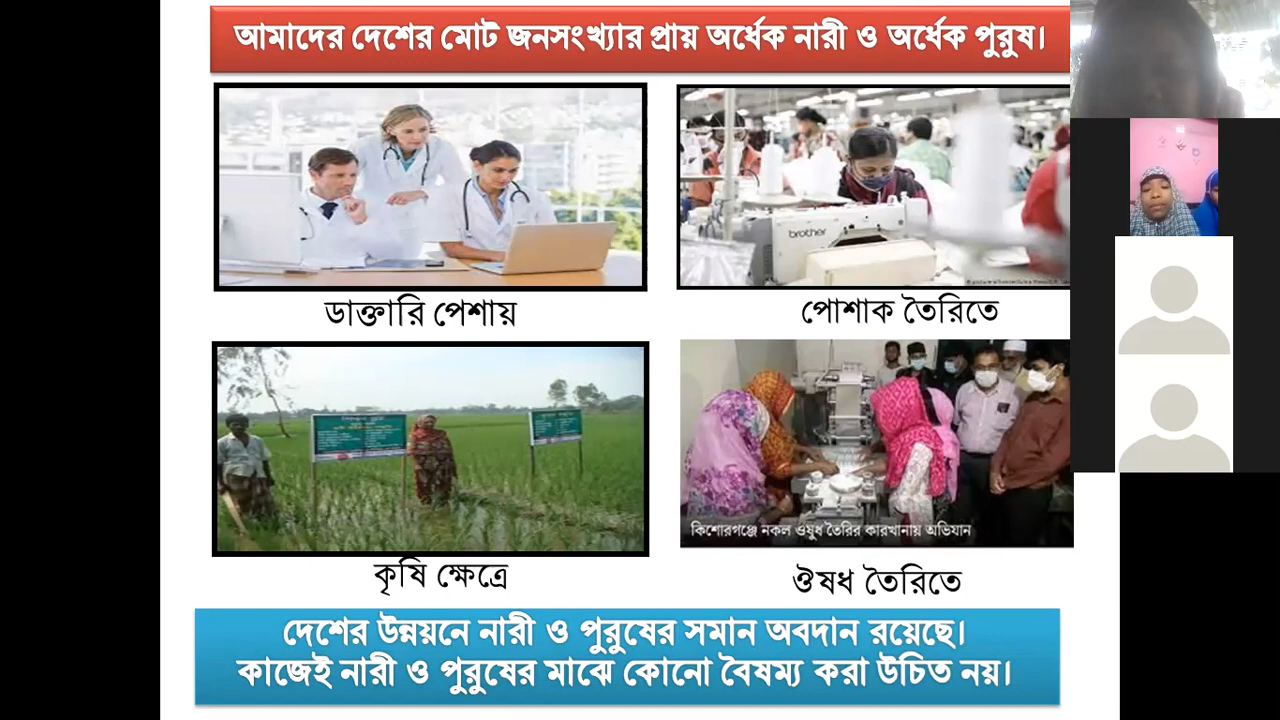 আমাদের দেশের মোট জনসংখ্যার প্রায় অর্ধেক নারী ও অর্ধেক পুরুষ।
brother
ডাক্তারি পেশায়
পোশাক তৈরিতে
কিশোরগঞ্জে নকল ওষুধ তৈরির কারখানায় অভিযান
কৃষি ক্ষেত্রে
ঔষধ তৈরিতে
দেশের উন্নয়নে নারী ও পুরুষের সমান অবদান রয়েছে।
কাজেই নারী ও পুরুষের মাঝে কোনো বৈষম্য করা উচিত নয়।